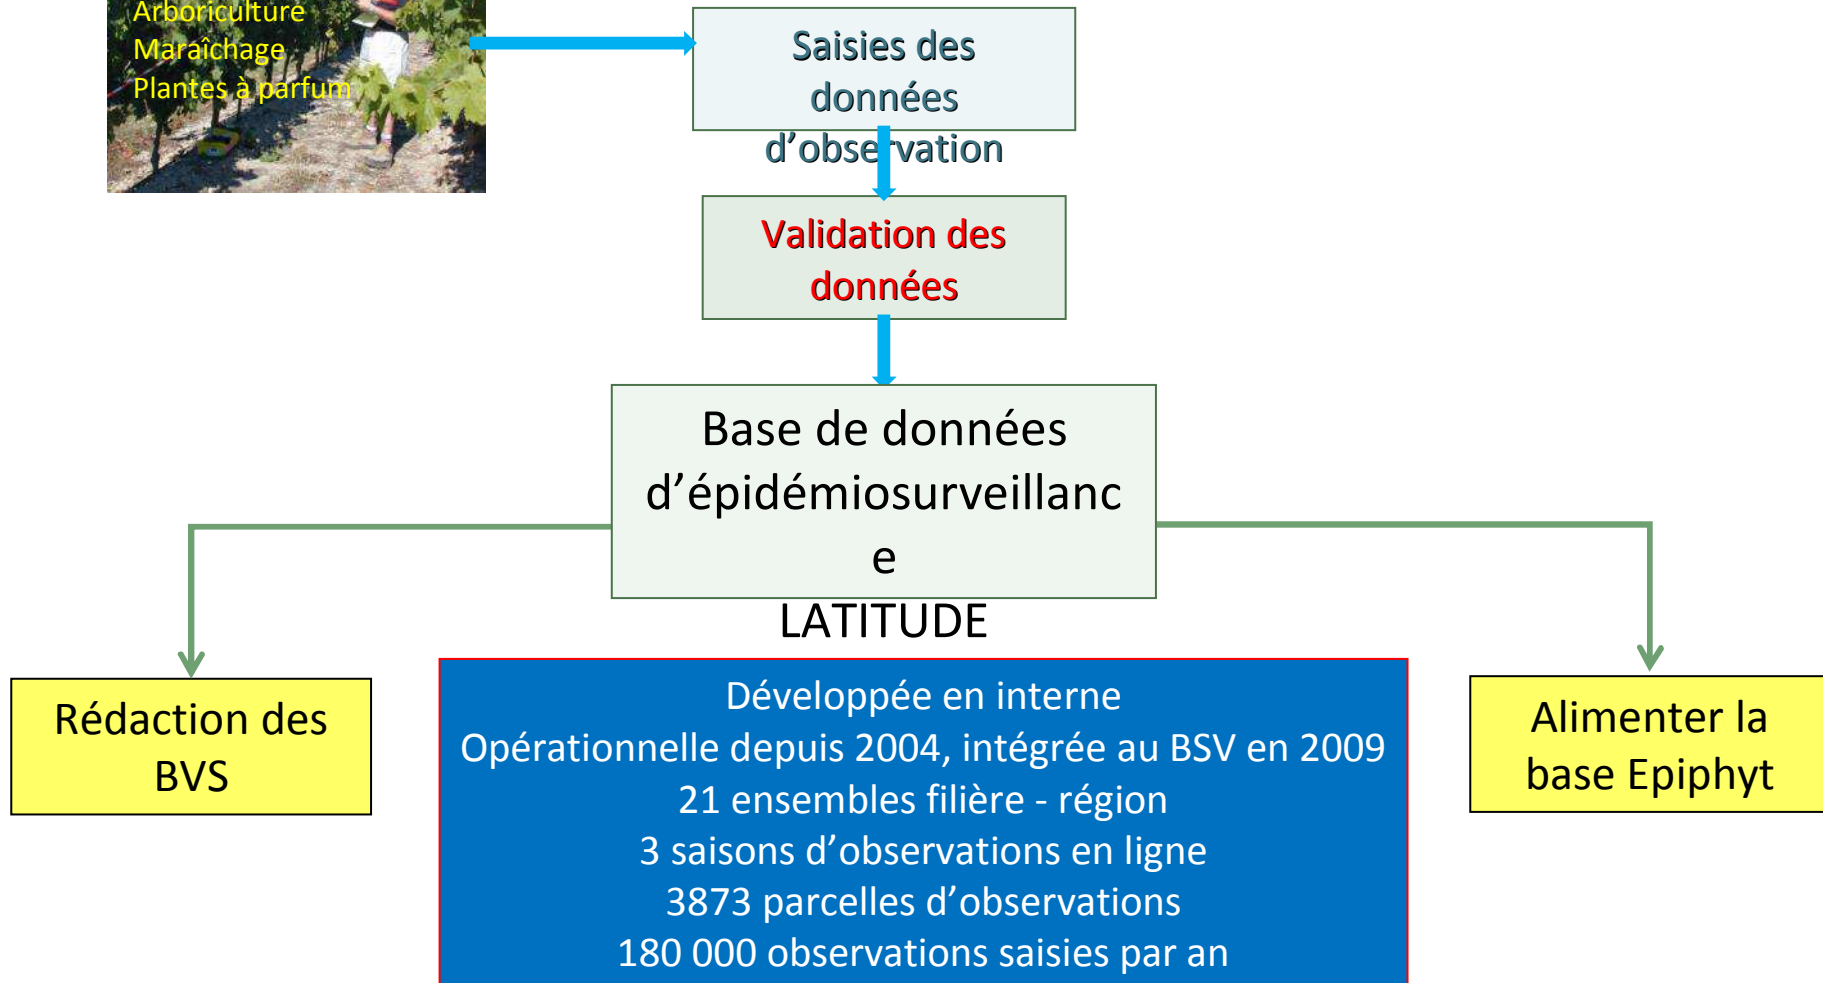 Arboriculture
Maraîchage
Plantes à parfum
Saisies des
données
d’observation
Validation des
données
Base de données
d’épidémiosurveillanc
e
LATITUDE
Rédaction des
BVS
Développée en interne
Opérationnelle depuis 2004, intégrée au BSV en 2009
21 ensembles filière - région
3 saisons d’observations en ligne
3873 parcelles d’observations
180 000 observations saisies par an
Alimenter la
base Epiphyt